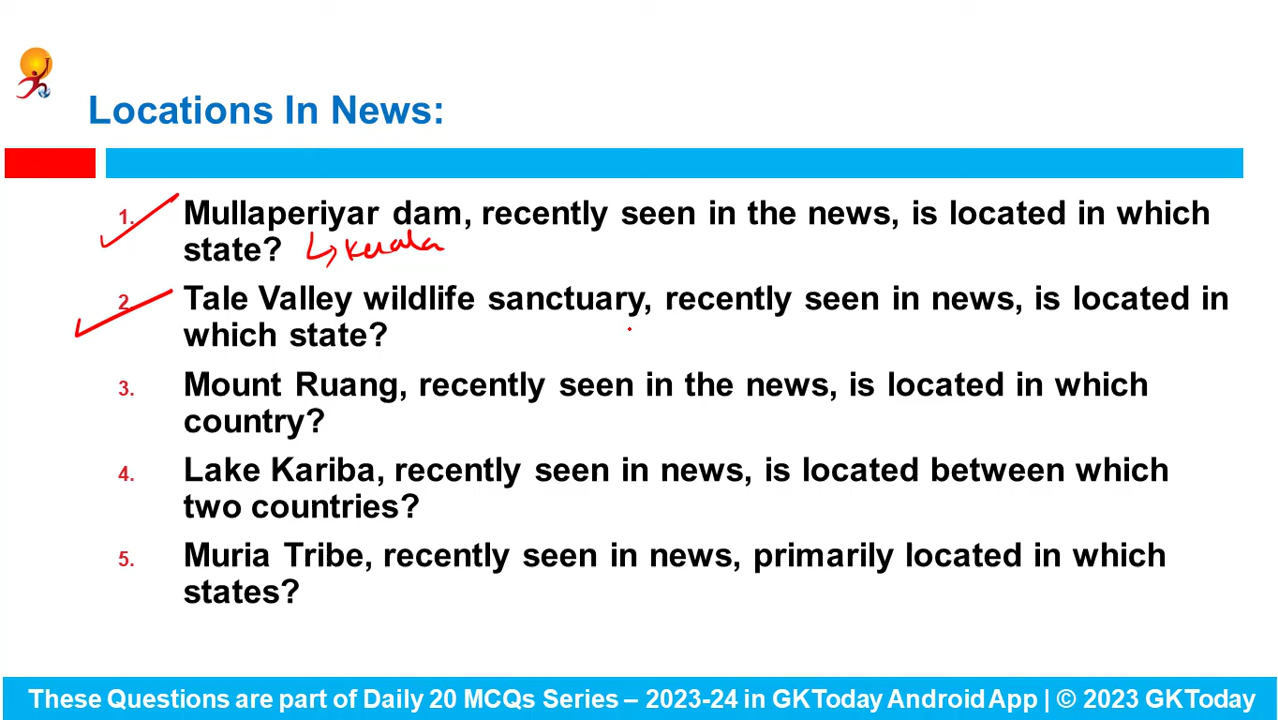 Locations In News:
1. Mullaperiyar dam, recently seen in the news, is located in which
state? Kerala
2. Tale Valley wildlife sanctuary, recently seen in news, is located in
which state?
3. Mount Ruang, recently seen in the news, is located in which
country?
4. Lake Kariba, recently seen in news, is located between which
two countries?
5. Muria Tribe, recently seen in news, primarily located in which
states?
These Questions are part of Daily 20 MCQs Series – 2023-24 in GKToday Android App | © 2023 GKToday